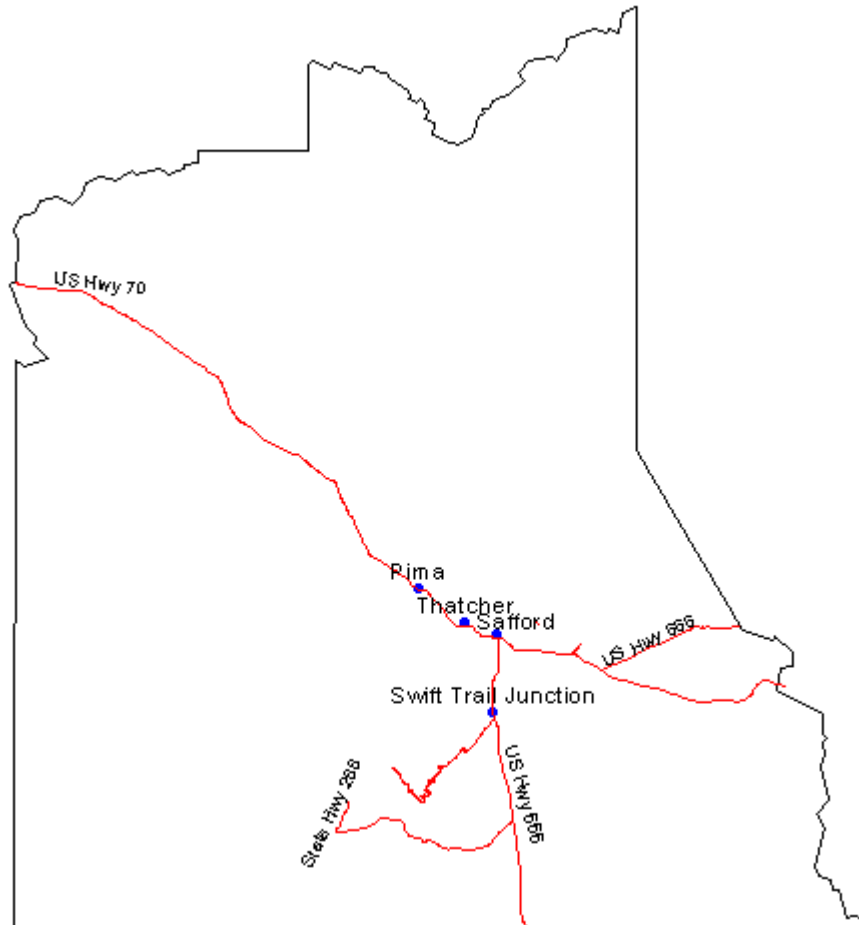 US Hwy 70
Pima
Thatcher
Safford
US Hwy 666
Swift Trail Junction
US Hwy 666
State Hwy 266